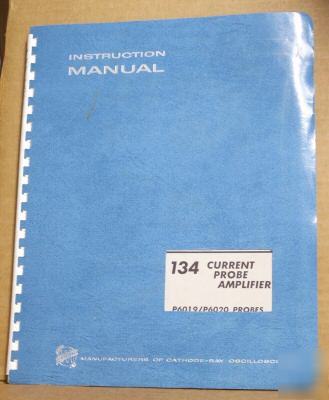 INSTRUCTION
MANUAL
134 CURRENT
PROBE
AMPLIFIER
P6019/P6020 PROBES
MANUFACTURERS OF CATHODE-RAY OSCILLOSC